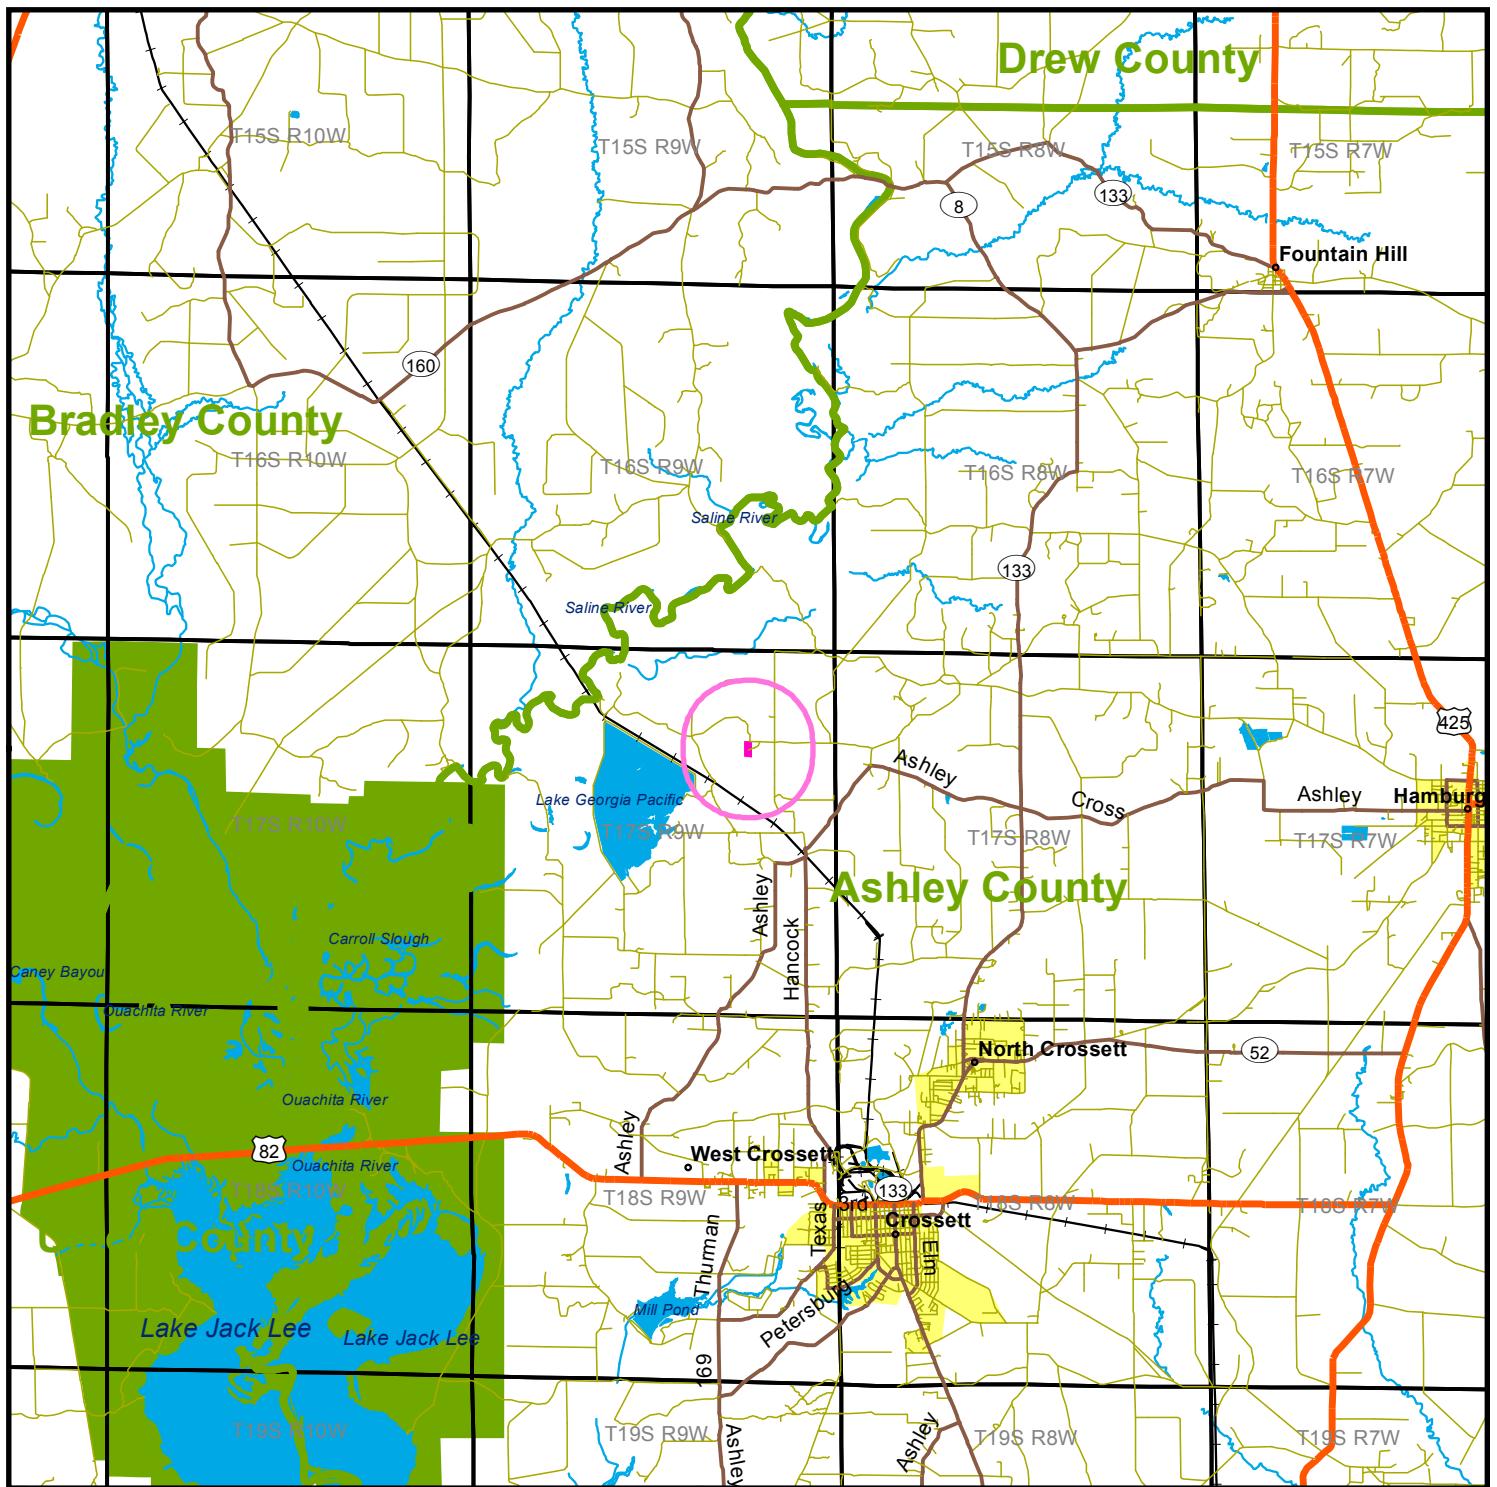 Drew County
T15S R10W
T15S R9W
T15S R8W
T15S R7W
133
8
Fountain Hill
160
Bradley County
T16S R10W
T16S R9W
T16S R8W
T16S R7W
Saline River
133
Saline River
425
Ashley
Lake Georgia Pacific
Cross
Ashley
Hamburg
T17S R10W
T17S R9W
T17S R8W
T17S R7W
Ashley County
Ashley
Hancock
Carroll Slough
Caney Bayou
Ouachita River
North Crossett
52
Ouachita River
Ashley
82
West Crossett
Ouachita River
T18S R10W
T18S R9W
133
3rd
T18S R8W
T18S R7W
Crossett
Texas
County
Elm
Thurman
Mill Pond
Petersburg
Lake Jack Lee
Lake Jack Lee
169
T19S R10W
T19S R9W
Ashley
Ashley
T19S R8W
T19S R7W